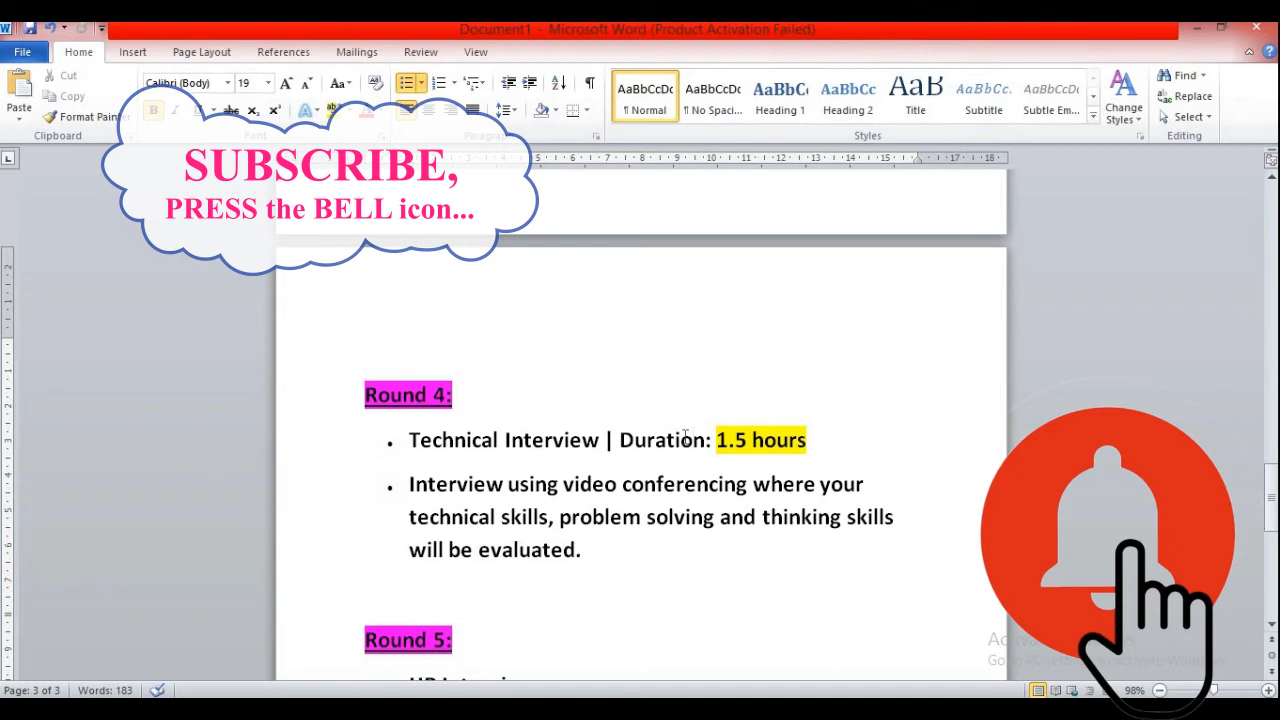 Document1 - Microsoft Word (Product Activation Failed)
File Home Insert Page Layout References Mailings Review View
Cut
Copy
Format Painter
Paste
Clipboard
Calibri (Body) 19
Font
Paragraph
AaBbCcDc AaBbCcDc AaBbC AaBbCc AaB AaBbCc. AaBbCcDc
¶ Normal ¶ No Spaci... Heading 1 Heading 2 Title Subtitle Subtle Em...
Change
Styles
Styles
Find
Replace
Select
Editing
SUBSCRIBE,
PRESS the BELL icon...
Round 4:
• Technical Interview | Duration: 1.5 hours
• Interview using video conferencing where your
technical skills, problem solving and thinking skills
will be evaluated.
Round 5:
Page: 3 of 3 Words: 183 98%